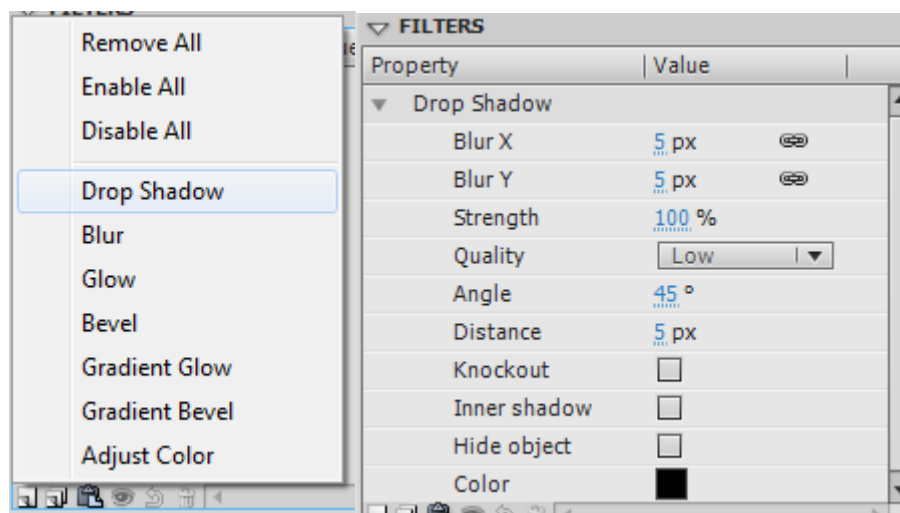 Remove All
Enable All
Disable All
Drop Shadow
Blur
Glow
Bevel
Gradient Glow
Gradient Bevel
Adjust Color
FILTERS
Property Value
Drop Shadow
Blur X 5 px
Blur Y 5 px
Strength 100 %
Quality Low
Angle 45 °
Distance 5 px
Knockout
Inner shadow
Hide object
Color